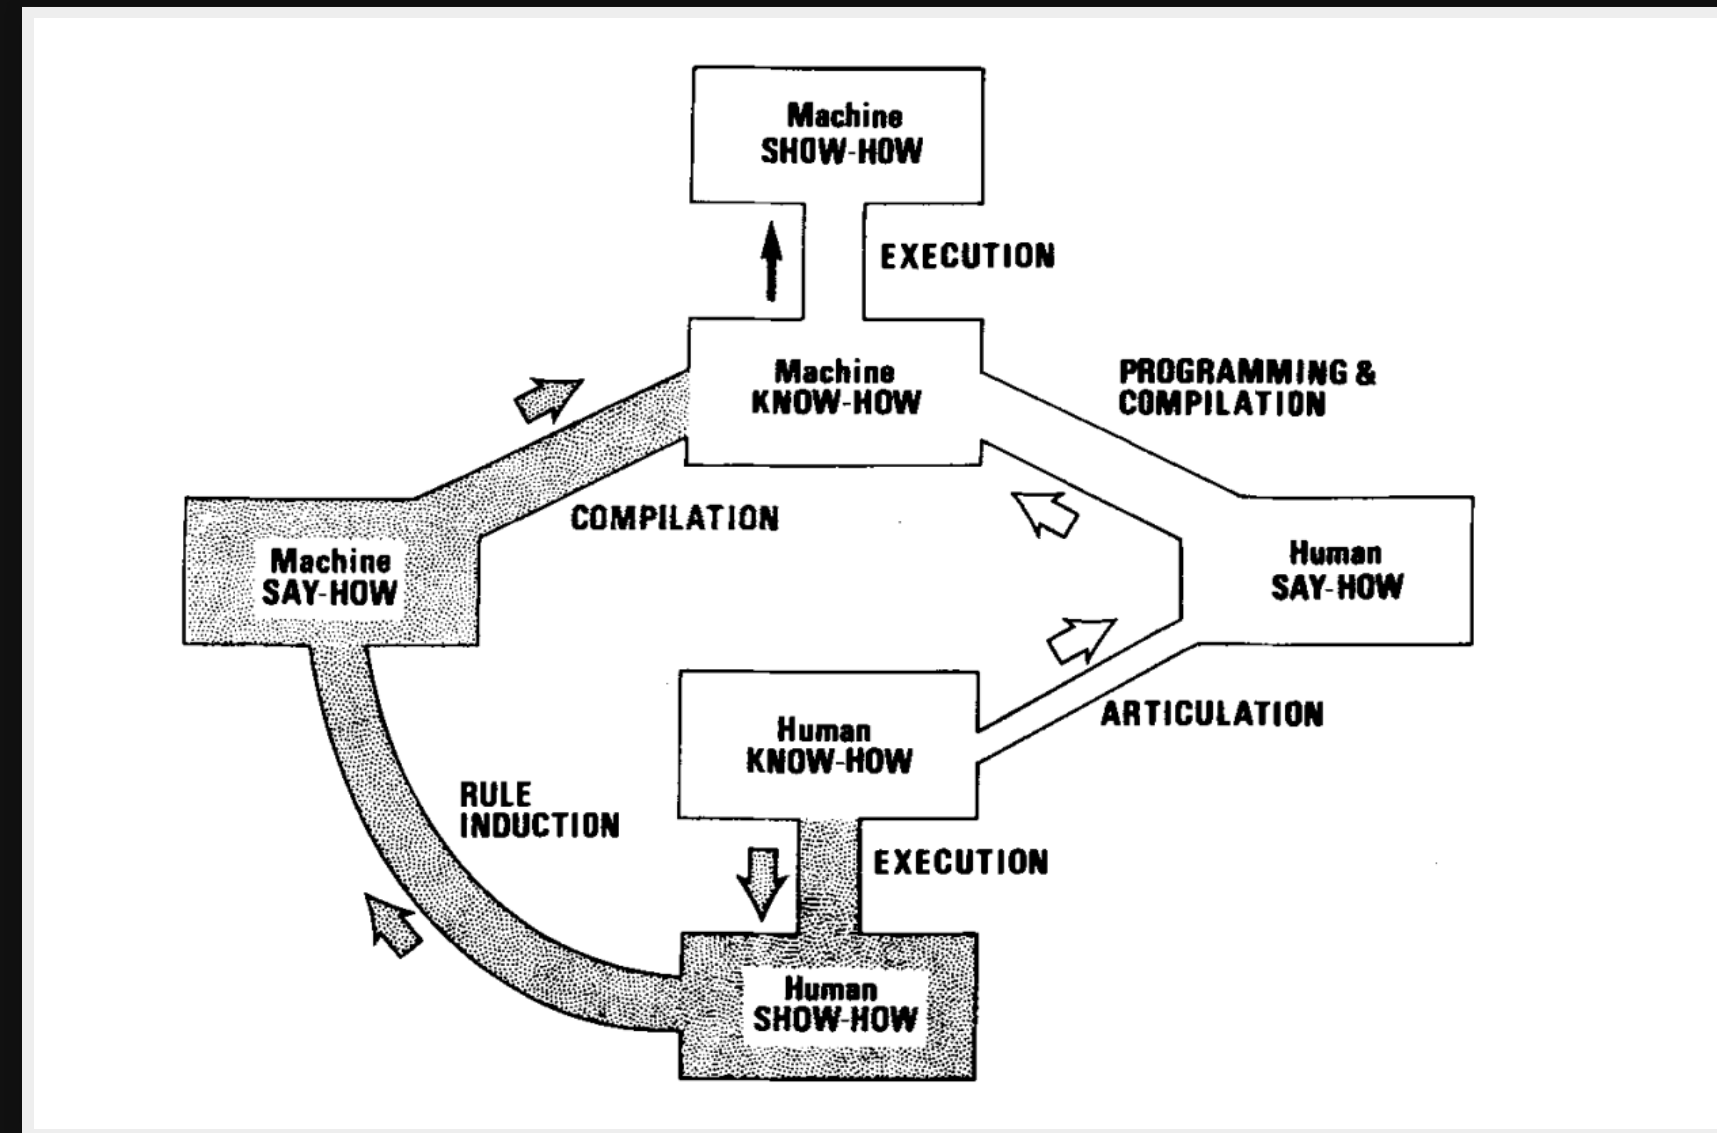 Machine
SHOW-HOW
EXECUTION
Machine
KNOW-HOW
PROGRAMMING &
COMPILATION
COMPILATION
Machine
SAY-HOW
Human
SAY-HOW
Human
KNOW-HOW
ARTICULATION
RULE
INDUCTION
EXECUTION
Human
SHOW-HOW